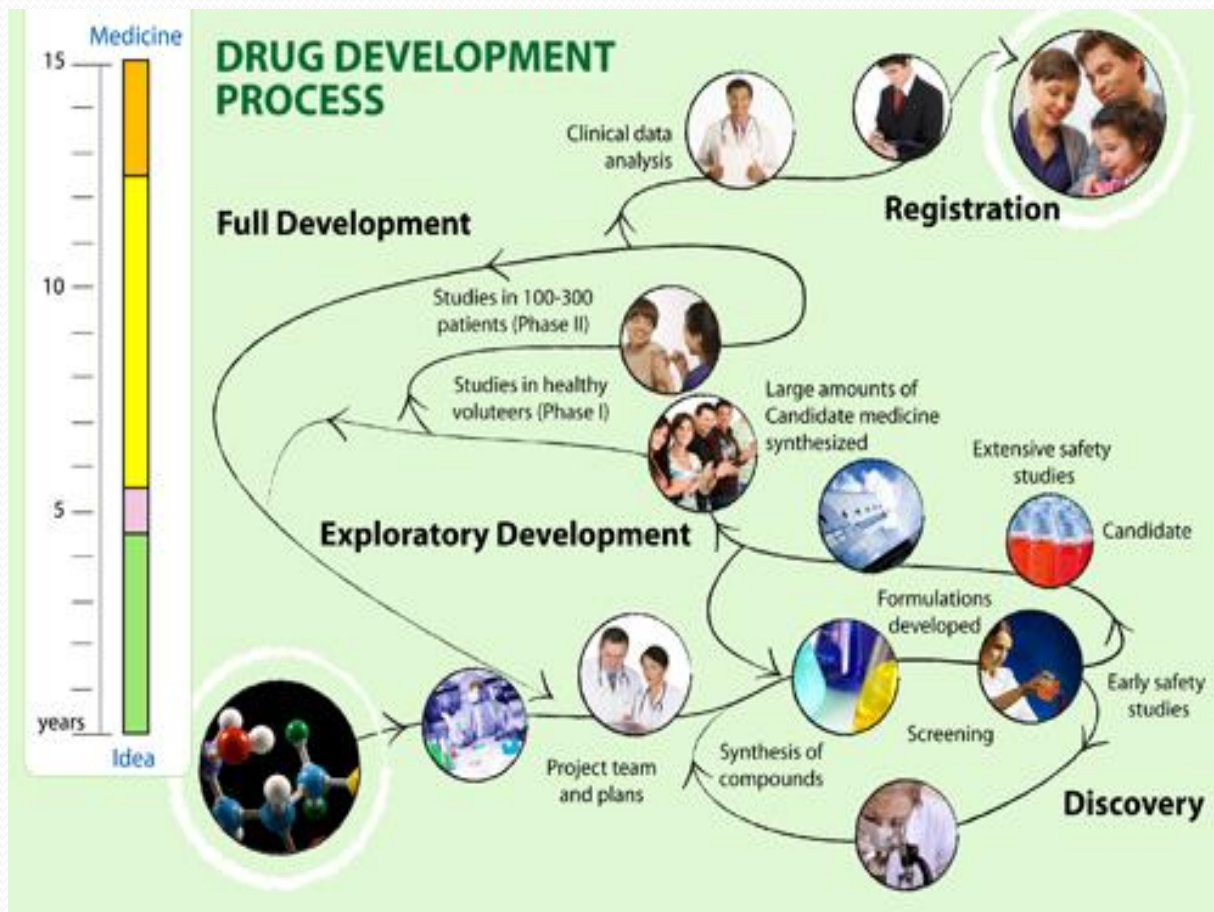 Medicine
15
10
5
years
Idea
DRUG DEVELOPMENT
PROCESS
Clinical data
analysis
Registration
Full Development
Studies in 100-300
patients (Phase II)
Studies in healthy
voluteers (Phase I)
Large amounts of
Candidate medicine
synthesized
Extensive safety
studies
Candidate
Exploratory Development
Formulations
developed
Early safety
studies
Screening
Project team
and plans
Synthesis of
compounds
Discovery